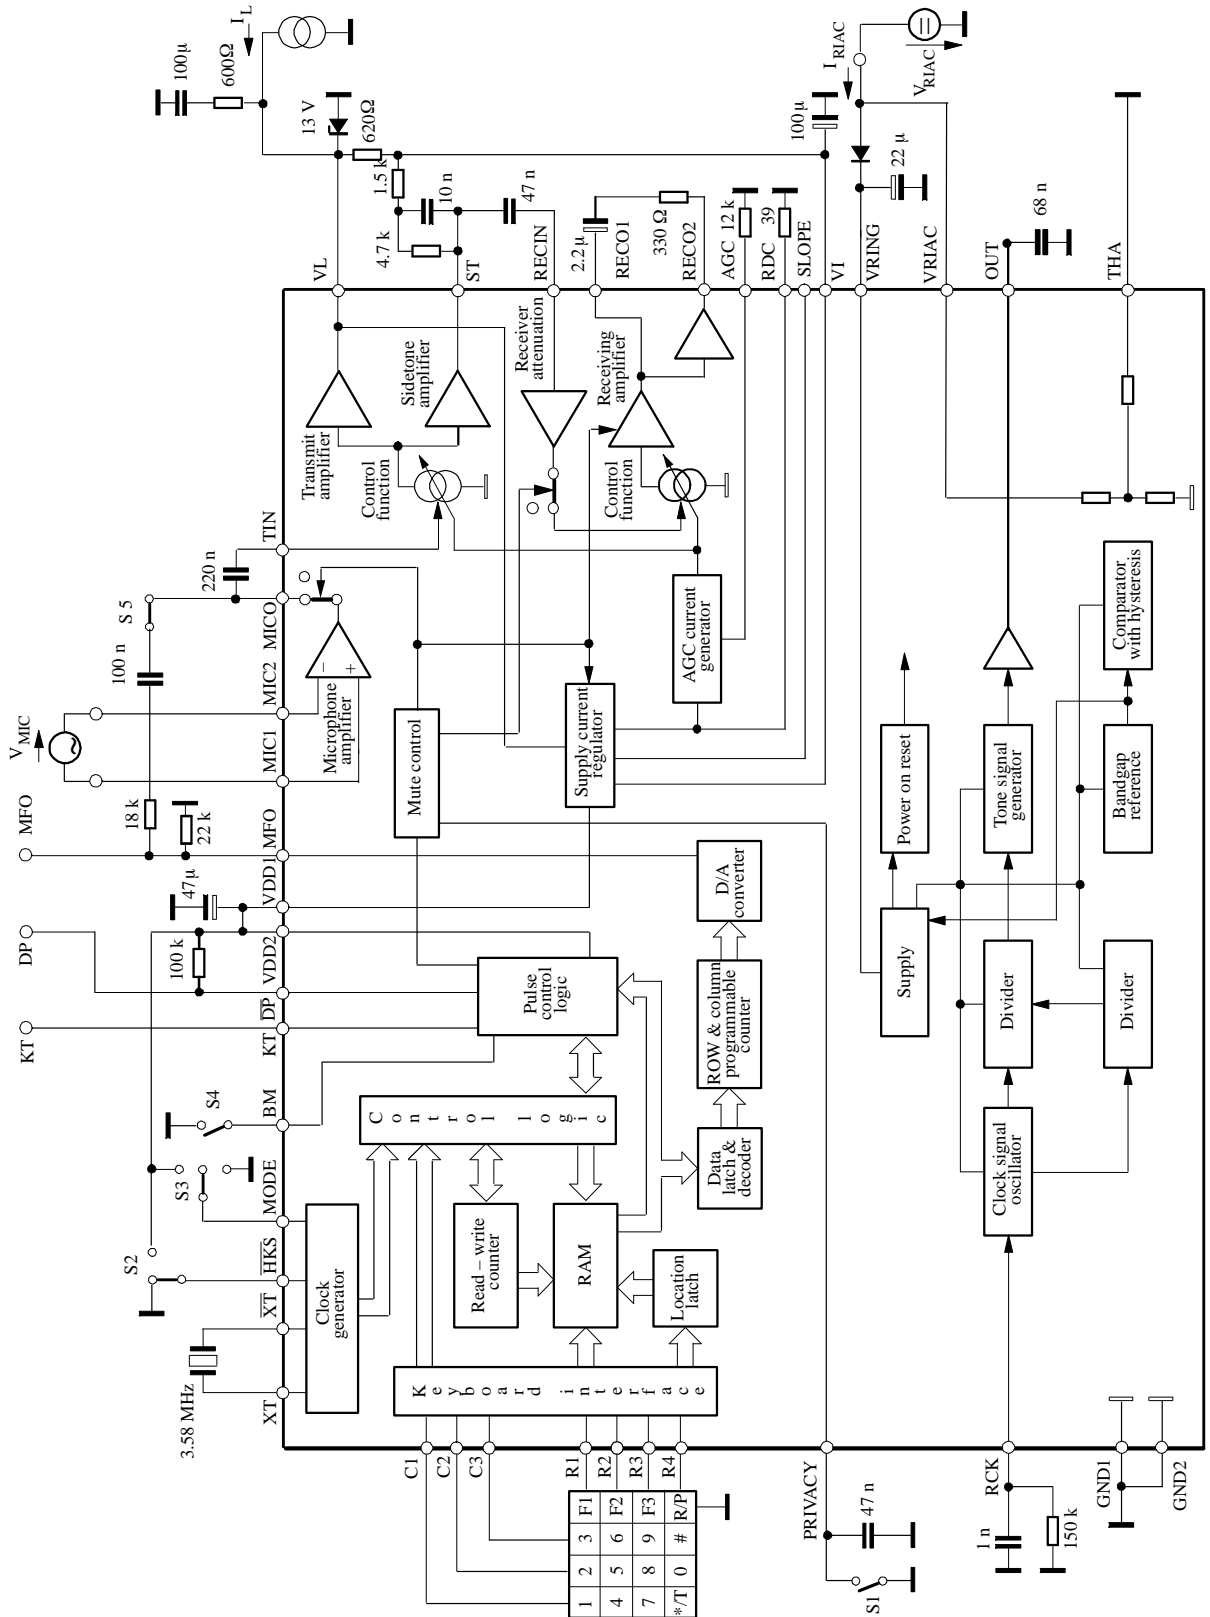 I L
100µ
600Ω
13 V
620Ω
1.5 k
10 n
4.7 k
47 n
2.2 µ
330 Ω
12 k
39
100µ
I RIAC
V RIAC
22 µ
68 n
VL
ST
RECIN
RECO1
RECO2
AGC
RDC
SLOPE
VI
VRING
VRIAC
OUT
THA
Transmit
amplifier
Sidetone
amplifier
Receiver
attenuation
Receiving
amplifier
Control
function
Control
function
TIN
220 n
S 5
MICO
100 n
MIC2
V MIC
MIC1
MFO
18 k
22 k
MFO
47µ
VDD1
DP
100 k
VDD2
DP
KT
KT
S4
BM
S3
MODE
S2
HKS
XT
3.58 MHz
XT
Microphone
amplifier
−
+
Mute control
Supply current
regulator
AGC current
generator
Power on reset
Tone signal
generator
Comparator
with hysteresis
Bandgap
reference
D/A
converter
Supply
Pulse
control
logic
ROW & column
programmable
counter
Divider
Divider
Control logic
Data
latch &
decoder
Clock signal
oscillator
Clock
generator
Read – write
counter
RAM
Location
latch
Keyboard interface
C1
C2
C3
R1
R2
R3
R4
PRIVACY
RCK
GND1
GND2
1 2 3 F1
4 5 6 F2
7 8 9 F3
*/T 0 # R/P
47 n
S1
1 n
150 k